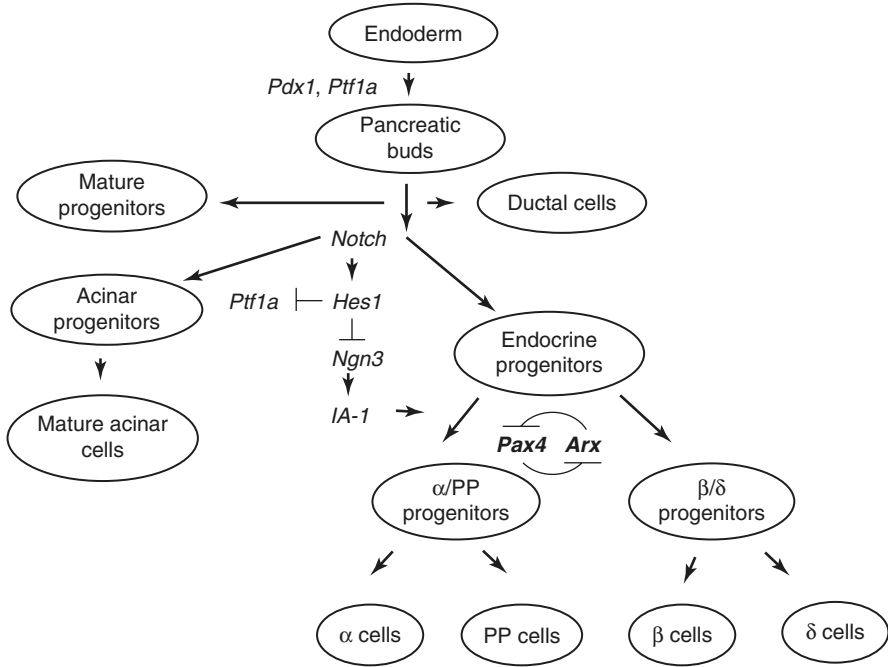 Endoderm
Pdx1, Ptf1a
Pancreatic
buds
Mature
progenitors
Ductal cells
Notch
Acinar
progenitors
Ptf1a
Hes1
Endocrine
progenitors
Ngn3
IA-1
Mature acinar
cells
Pax4 Arx
α/PP
progenitors
β/δ
progenitors
α cells
PP cells
β cells
δ cells